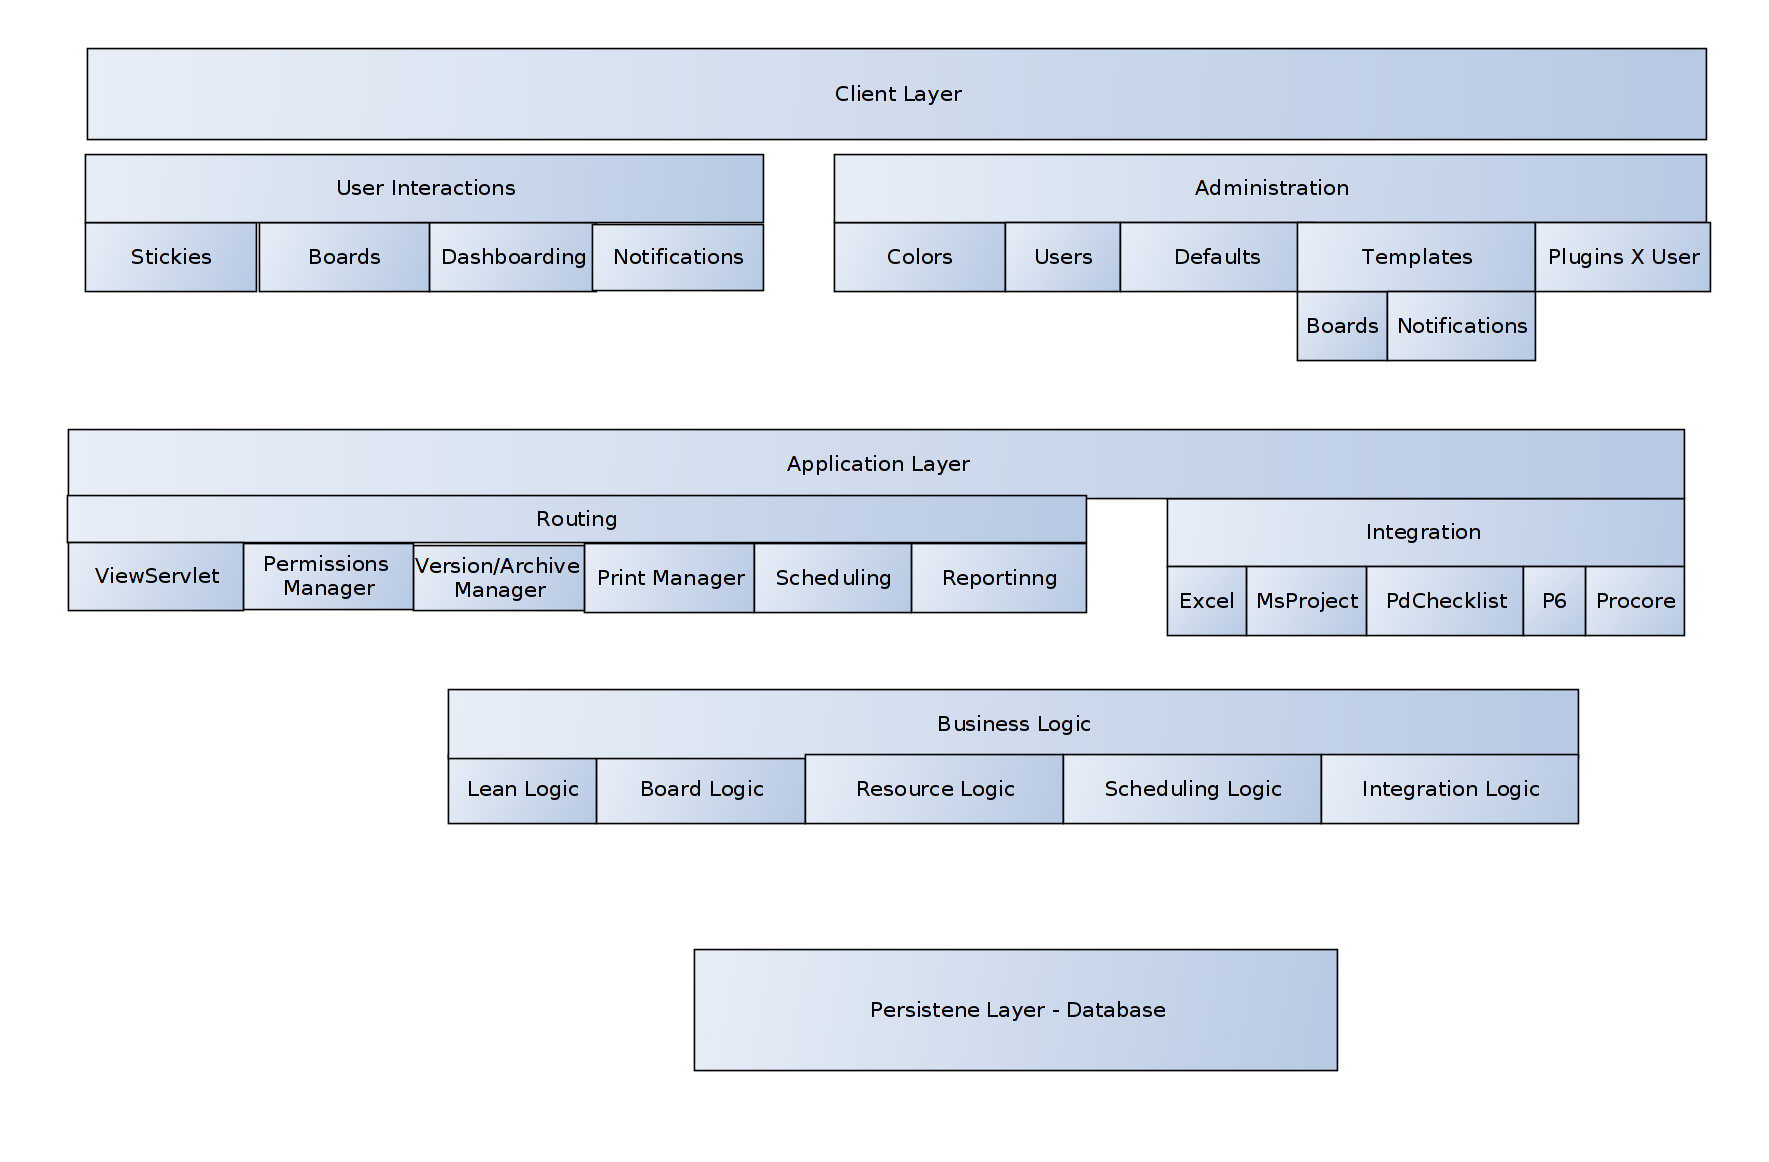 Client Layer
User Interactions
Administration
Stickies
Boards
Dashboarding
Notifications
Colors
Users
Defaults
Templates
Plugins X User
Boards
Notifications
Application Layer
Routing
Integration
ViewServlet
Permissions
Manager
Version/Archive
Manager
Print Manager
Scheduling
Reportinng
Excel
MsProject
PdChecklist
P6
Procore
Business Logic
Lean Logic
Board Logic
Resource Logic
Scheduling Logic
Integration Logic
Persistene Layer - Database